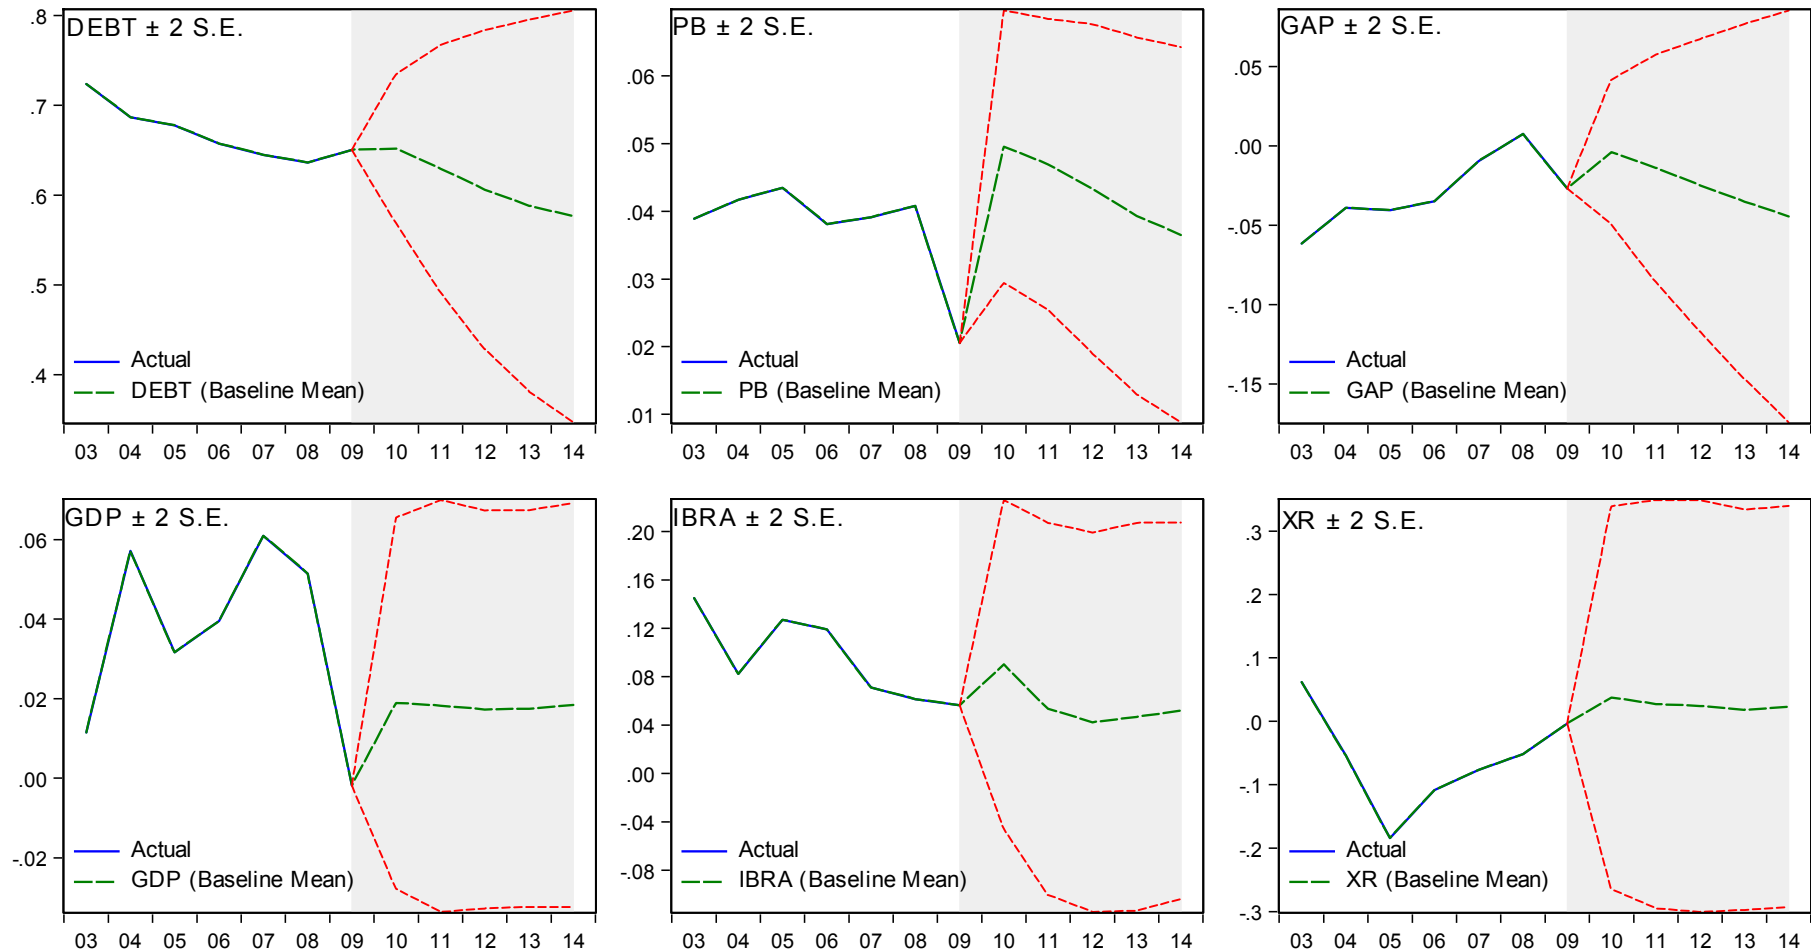 DEBT ± 2 S.E.
.8
.7
.6
.5
.4
Actual
DEBT (Baseline Mean)
03 04 05 06 07 08 09 10 11 12 13 14
PB ± 2 S.E.
.06
.05
.04
.03
.02
.01
Actual
PB (Baseline Mean)
03 04 05 06 07 08 09 10 11 12 13 14
GAP ± 2 S.E.
.05
.00
-.05
-.10
-.15
Actual
GAP (Baseline Mean)
03 04 05 06 07 08 09 10 11 12 13 14
GDP ± 2 S.E.
.06
.04
.02
.00
-.02
Actual
GDP (Baseline Mean)
03 04 05 06 07 08 09 10 11 12 13 14
IBRA ± 2 S.E.
.20
.16
.12
.08
.04
.00
-.04
-.08
Actual
IBRA (Baseline Mean)
03 04 05 06 07 08 09 10 11 12 13 14
XR ± 2 S.E.
.3
.2
.1
.0
-.1
-.2
-.3
Actual
XR (Baseline Mean)
03 04 05 06 07 08 09 10 11 12 13 14